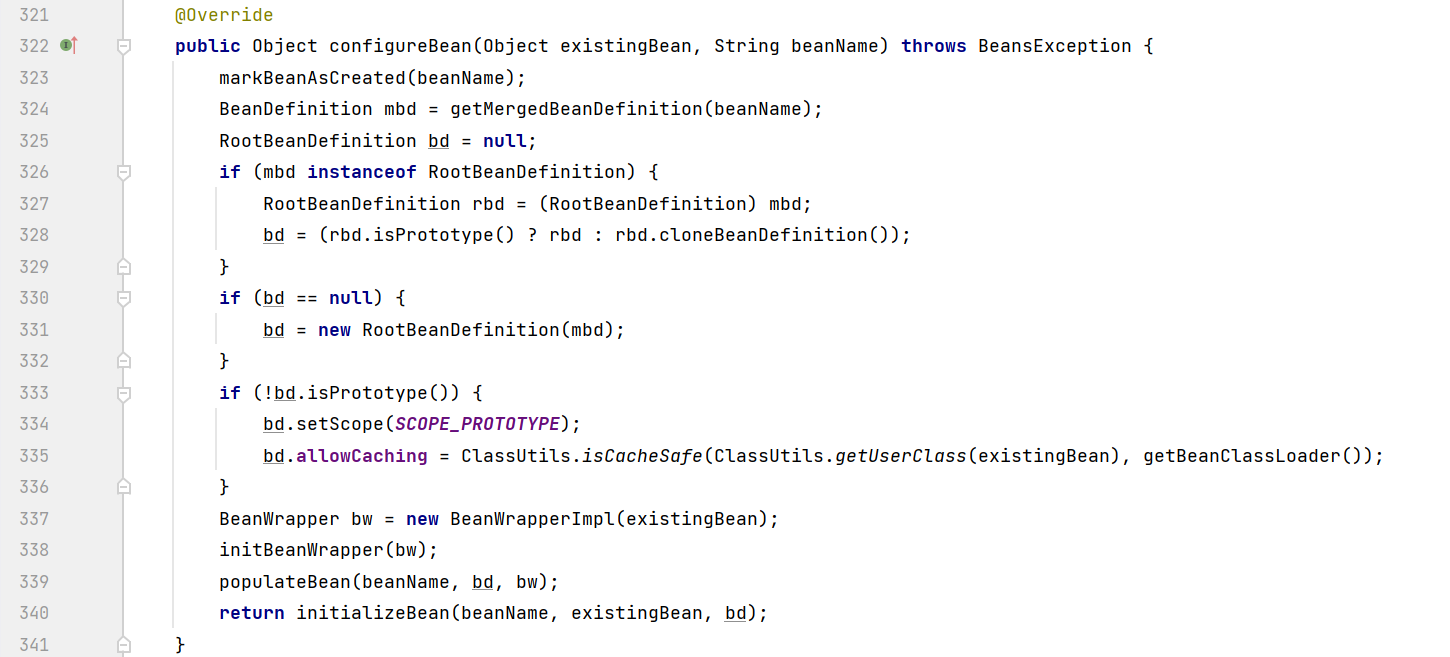 321 @Override
322 public Object configureBean(Object existingBean, String beanName) throws BeansException {
323 markBeanAsCreated(beanName);
324 BeanDefinition mbd = getMergedBeanDefinition(beanName);
325 RootBeanDefinition bd = null;
326 if (mbd instanceof RootBeanDefinition) {
327 RootBeanDefinition rbd = (RootBeanDefinition) mbd;
328 bd = (rbd.isPrototype() ? rbd : rbd.cloneBeanDefinition());
329 }
330 if (bd == null) {
331 bd = new RootBeanDefinition(mbd);
332 }
333 if (!bd.isPrototype()) {
334 bd.setScope(SCOPE_PROTOTYPE);
335 bd.allowCaching = ClassUtils.isCacheSafe(ClassUtils.getUserClass(existingBean), getBeanClassLoader());
336 }
337 BeanWrapper bw = new BeanWrapperImpl(existingBean);
338 initBeanWrapper(bw);
339 populateBean(beanName, bd, bw);
340 return initializeBean(beanName, existingBean, bd);
341 }